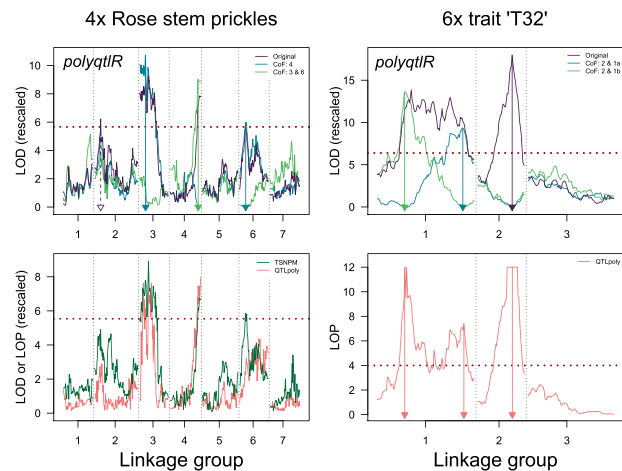 4x Rose stem prickles
6x trait 'T32'
polyqtlR
Original
CoF: 4
CoF: 3 & 6
LOD (rescaled)
10
8
6
4
2
0
1 2 3 4 5 6 7
polyqtlR
Original
CoF: 2 & 1a
CoF: 2 & 1b
LOD (rescaled)
15
10
5
0
1 2 3
TSNPM
QTLpoly
LOD or LOP (rescaled)
8
6
4
2
0
1 2 3 4 5 6 7
Linkage group
QTLpoly
LOP
12
10
8
6
4
2
0
1 2 3
Linkage group